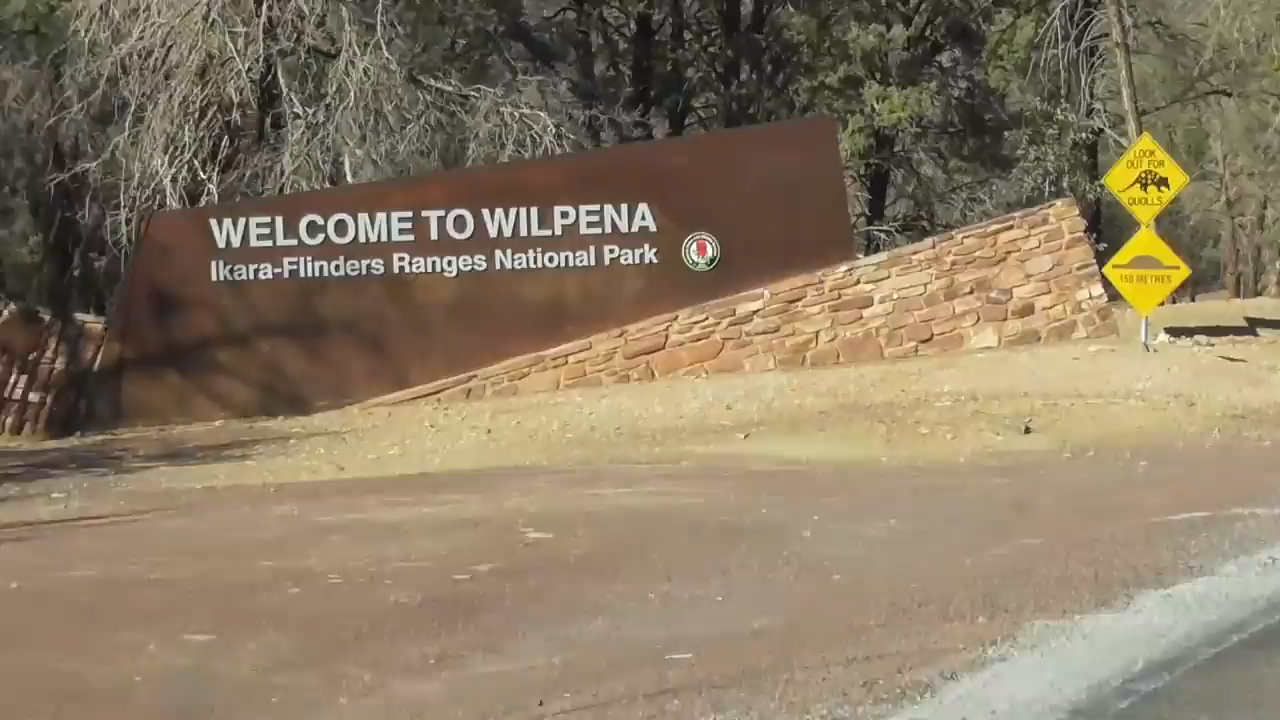 WELCOME TO WILPENA
Ikara-Flinders Ranges National Park
LOOK
OUT FOR
QUOLLS
150 METRES